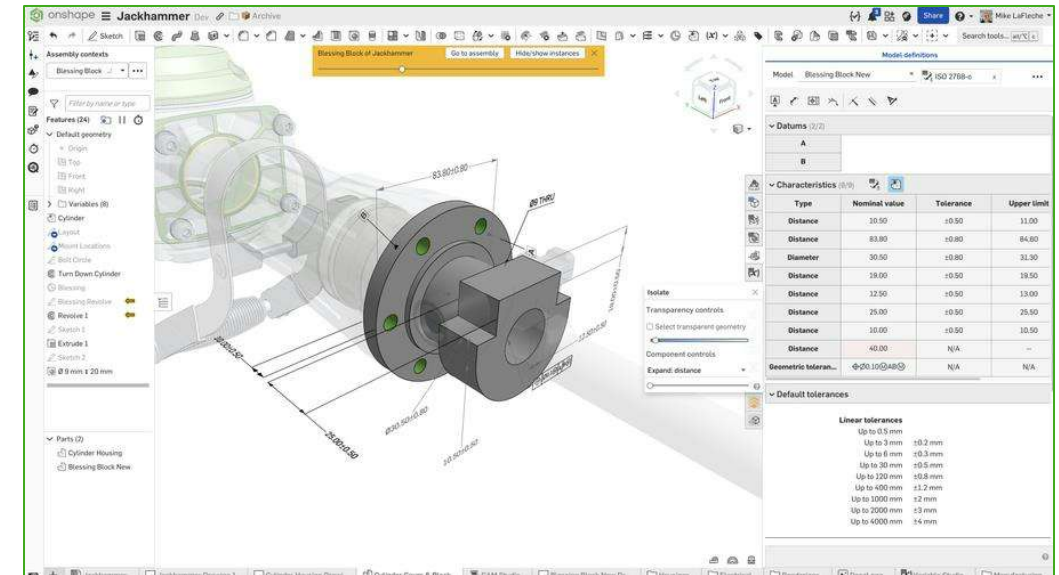 onshape Jackhammer Dev Archive
Share Mike LaFleche
Sketch
Search tools...
Assembly contexts
Blessing Block
Filter by name or type
Features (24)
Default geometry
Origin
Top
Front
Right
Variables (8)
Cylinder
Layout
Mount Locations
Bolt Circle
Turn Down Cylinder
Blessing
Blessing Revolve
Revolve 1
Sketch 1
Extrude 1
Sketch 2
Ø 9 mm ↧ 20 mm
Parts (2)
Cylinder Housing
Blessing Block New
Blessing Block of Jackhammer Go to assembly Hide/show instances
Left Front
83.80±0.80
Ø9 THRU
B
A
25.00±0.50
Ø30.50±0.80
10.50±0.50
Isolate
Transparency controls
Select transparent geometry
Component controls
Expand: distance
Model definitions
Model Blessing Block New ISO 2768-c
Datums (2/2)
A
B
Characteristics (9/9)
Type Nominal value Tolerance Upper limit
Distance 10.50 ±0.50 11.00
Distance 83.80 ±0.80 84.60
Diameter 30.50 ±0.80 31.30
Distance 19.00 ±0.50 19.50
Distance 12.50 ±0.50 13.00
Distance 25.00 ±0.50 25.50
Distance 10.00 ±0.50 10.50
Distance 40.00 N/A --
Geometric toleran... ⌖Ø0.10ⓂABⓂ N/A N/A
Default tolerances
Linear tolerances
Up to 0.5 mm
Up to 3 mm ±0.2 mm
Up to 6 mm ±0.3 mm
Up to 30 mm ±0.5 mm
Up to 120 mm ±0.8 mm
Up to 400 mm ±1.2 mm
Up to 1000 mm ±2 mm
Up to 2000 mm ±3 mm
Up to 4000 mm ±4 mm